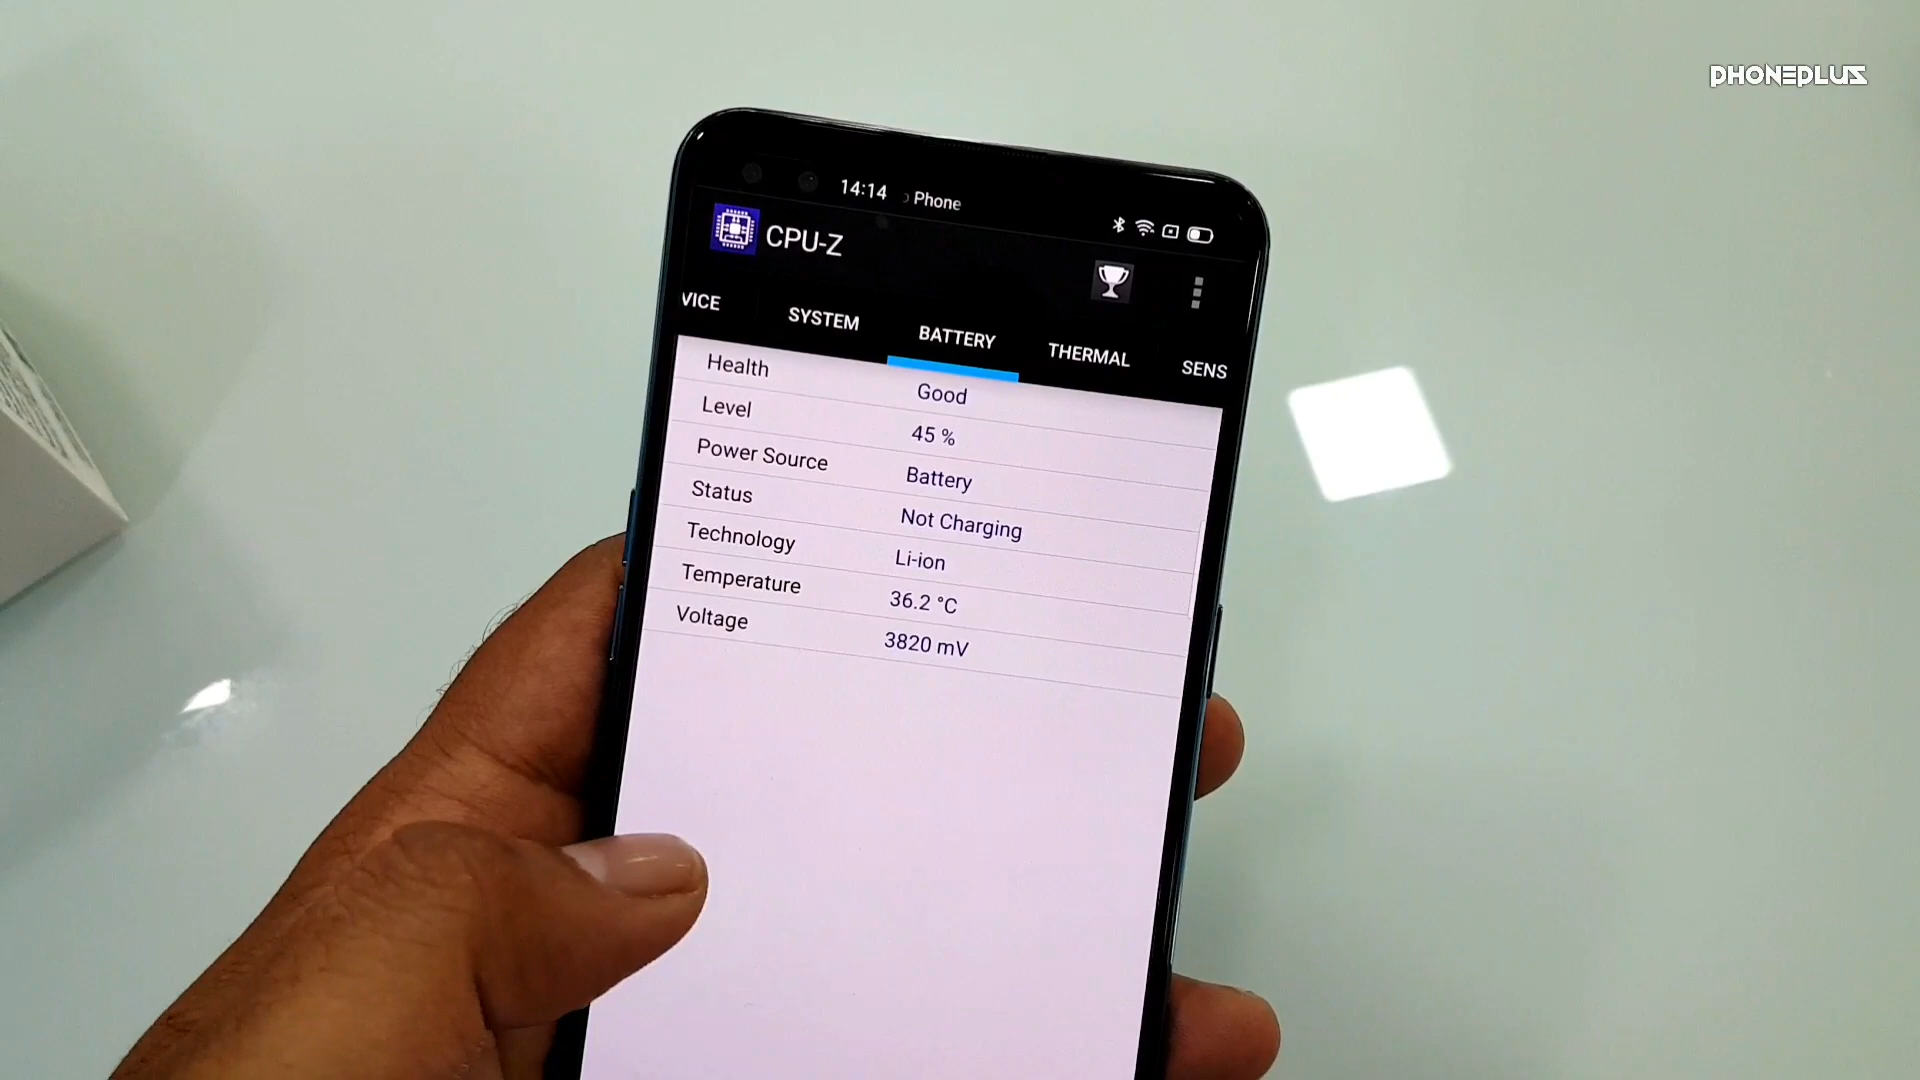 PHONEPLUS
14:14 Phone
CPU-Z
VICE SYSTEM BATTERY THERMAL SENS
Health Good
Level 45 %
Power Source Battery
Status Not Charging
Technology Li-ion
Temperature 36.2 °C
Voltage 3820 mV